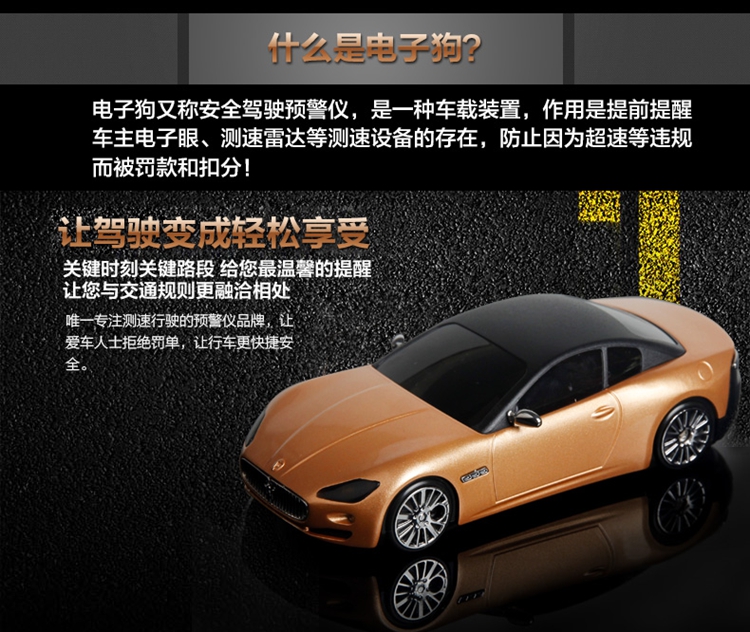 什么是电子狗?
电子狗又称安全驾驶预警仪，是一种车载装置，作用是提前提醒
车主电子眼、测速雷达等测速设备的存在，防止因为超速等违规
而被罚款和扣分！
让驾驶变成轻松享受
关键时刻关键路段 给您最温馨的提醒
让您与交通规则更融洽相处
唯一专注测速行驶的预警仪品牌，让
爱车人士拒绝罚单，让行车更快捷安
全。